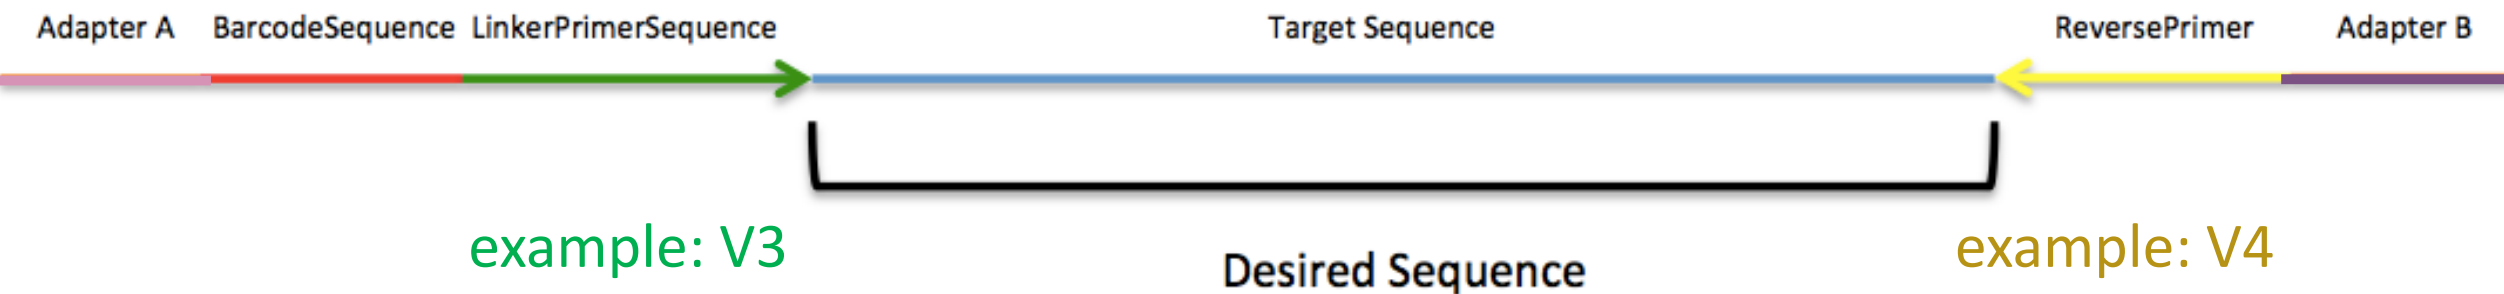 Adapter A BarcodeSequence LinkerPrimerSequence Target Sequence ReversePrimer Adapter B
example: V3
example: V4
Desired Sequence